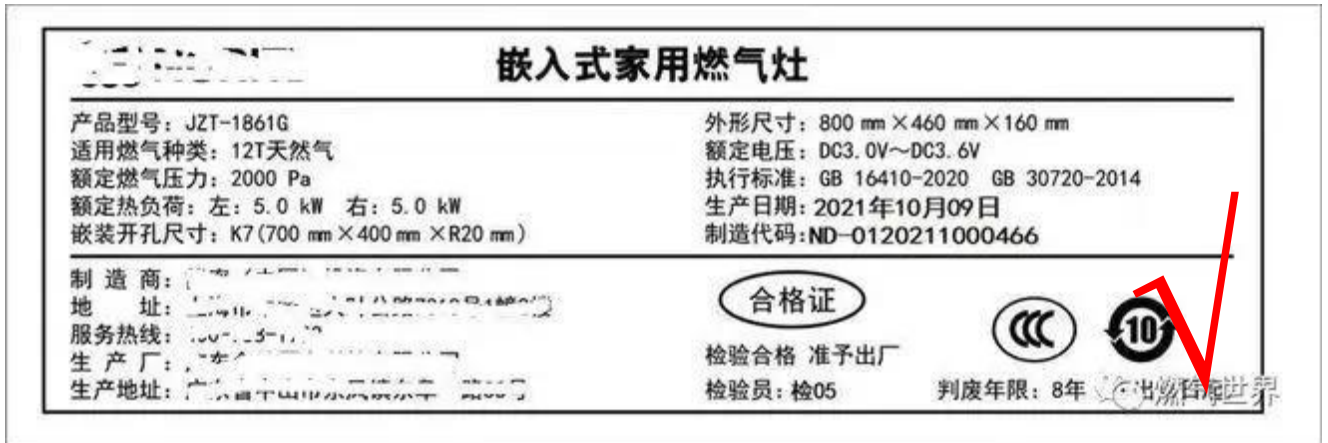 嵌入式家用燃气灶
产品型号：JZT-1861G
适用燃气种类：12T天然气
额定燃气压力：2000 Pa
额定热负荷：左：5.0 kW 右：5.0 kW
嵌装开孔尺寸：K7(700 mm×400 mm ×R20 mm)
外形尺寸：800 mm×460 mm×160 mm
额定电压：DC3.0V～DC3.6V
执行标准：GB 16410-2020 GB 30720-2014
生产日期：2021年10月09日
制造代码：ND-0120211000466
制 造 商：
地 址：
服务热线：
生 产 厂：
生产地址：
合格证
检验合格 准予出厂
检验员：检05
CCC
10
判废年限：8年
燃气世界